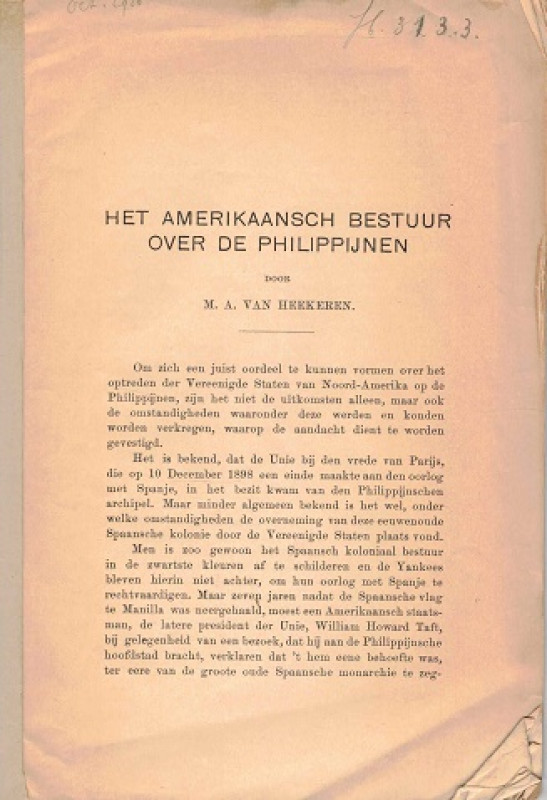 H. 3 1 3.3.
HET AMERIKAANSCH BESTUUR
OVER DE PHILIPPIJNEN
DOOR
M. A. VAN HEEKEREN.
Om zich een juist oordeel te kunnen vormen over het
optreden der Vereenigde Staten van Noord-Amerika op de
Philippijnen, zijn het niet de uitkomsten alleen, maar ook
de omstandigheden waaronder deze werden en konden
worden verkregen, waarop de aandacht dient te worden
gevestigd.
Het is bekend, dat de Unie bij den vrede van Parijs,
die op 10 December 1898 een einde maakte aan den oorlog
met Spanje, in het bezit kwam van den Philippijnschen
archipel. Maar minder algemeen bekend is het wel, onder
welke omstandigheden de overneming van deze eeuwenoude
Spaansche kolonie door de Vereenigde Staten plaats vond.
Men is zoo gewoon het Spaansch koloniaal bestuur
in de zwartste kleuren af te schilderen en de Yankees
bleven hierin niet achter, om hun oorlog met Spanje te
rechtvaardigen. Maar zeven jaren nadat de Spaansche vlag
te Manilla was neergehaald, moest een Amerikaansch staats-
man, de latere president der Unie, William Howard Taft,
bij gelegenheid van een bezoek, dat hij aan de Philippijnsche
hoofdstad bracht, verklaren dat 't hem eene behoefte was,
ter eere van de groote oude Spaansche monarchie te zeg-